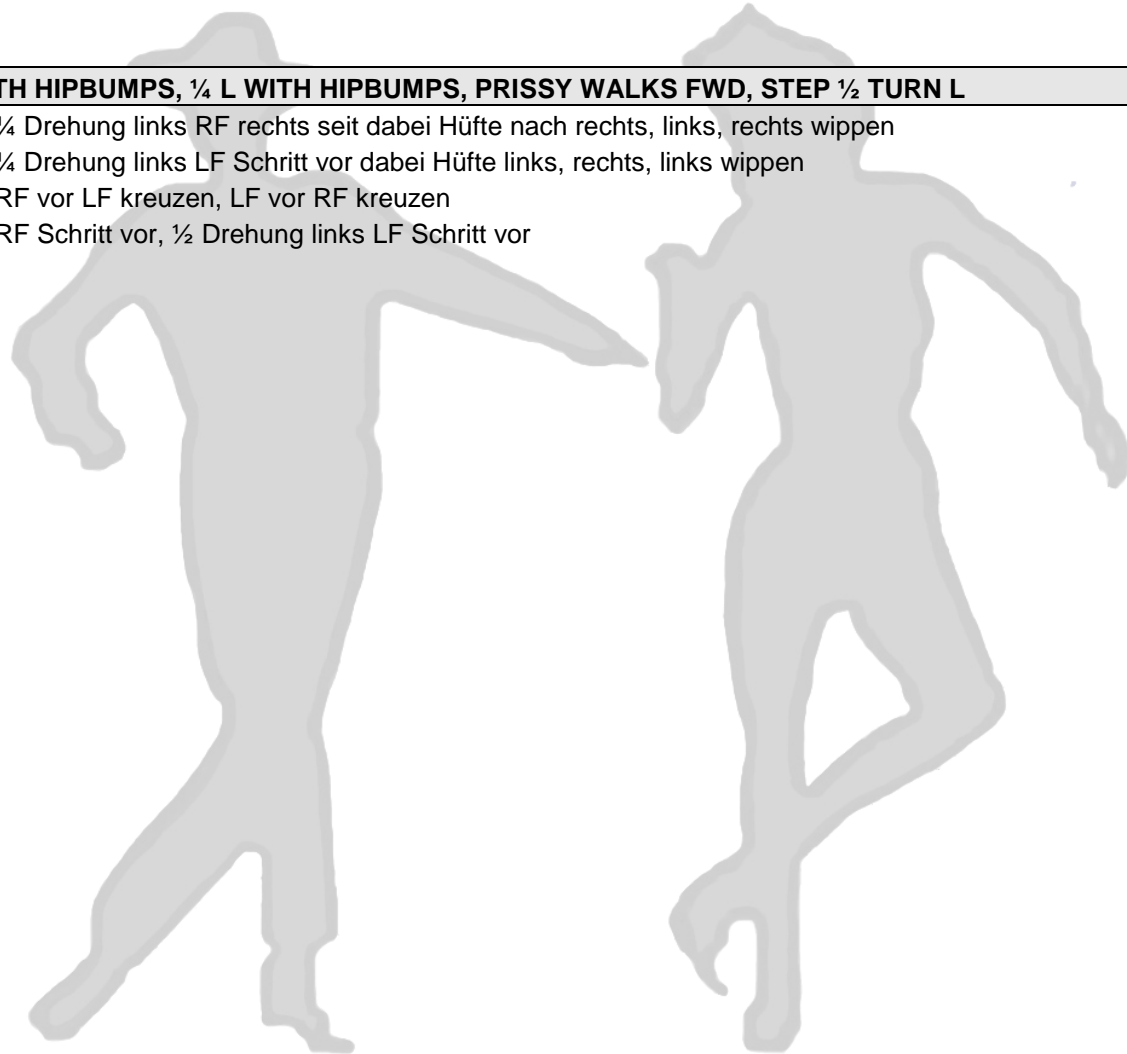 TH HIPBUMPS, ¼ L WITH HIPBUMPS, PRISSY WALKS FWD, STEP ½ TURN L
¼ Drehung links RF rechts seit dabei Hüfte nach rechts, links, rechts wippen
¼ Drehung links LF Schritt vor dabei Hüfte links, rechts, links wippen
RF vor LF kreuzen, LF vor RF kreuzen
RF Schritt vor, ½ Drehung links LF Schritt vor